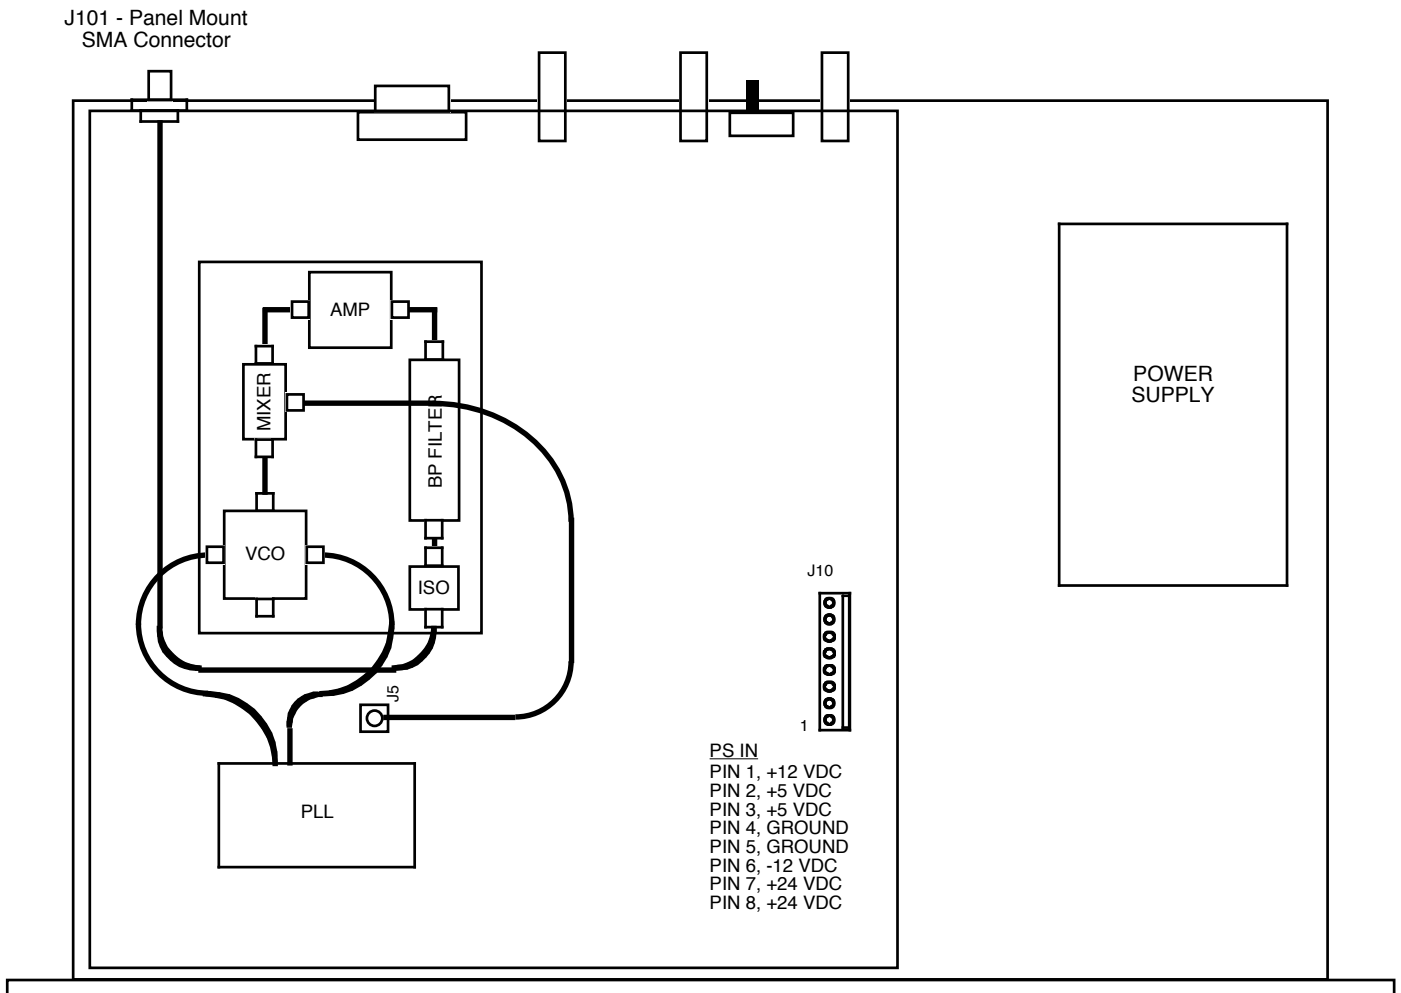 J101 - Panel Mount
SMA Connector
AMP
MIXER
BP FILTER
POWER
SUPPLY
VCO
ISO
J10
J5
1
PS IN
PIN 1, +12 VDC
PIN 2, +5 VDC
PIN 3, +5 VDC
PIN 4, GROUND
PIN 5, GROUND
PIN 6, -12 VDC
PIN 7, +24 VDC
PIN 8, +24 VDC
PLL